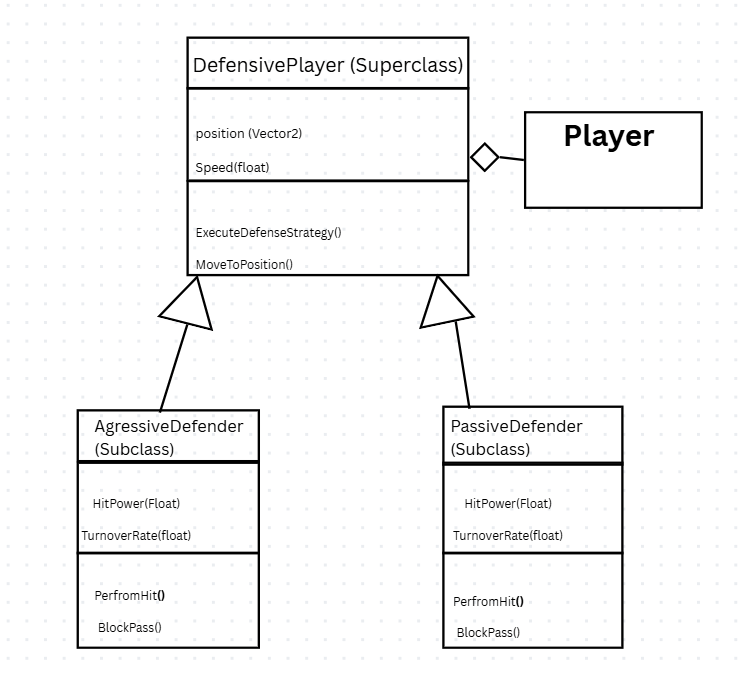 DefensivePlayer (Superclass)
position (Vector2)
Speed(float)
ExecuteDefenseStrategy()
MoveToPosition()
Player
AgressiveDefender
(Subclass)
HitPower(Float)
TurnoverRate(float)
PerfromHit()
BlockPass()
PassiveDefender
(Subclass)
HitPower(Float)
TurnoverRate(float)
PerfromHit()
BlockPass()